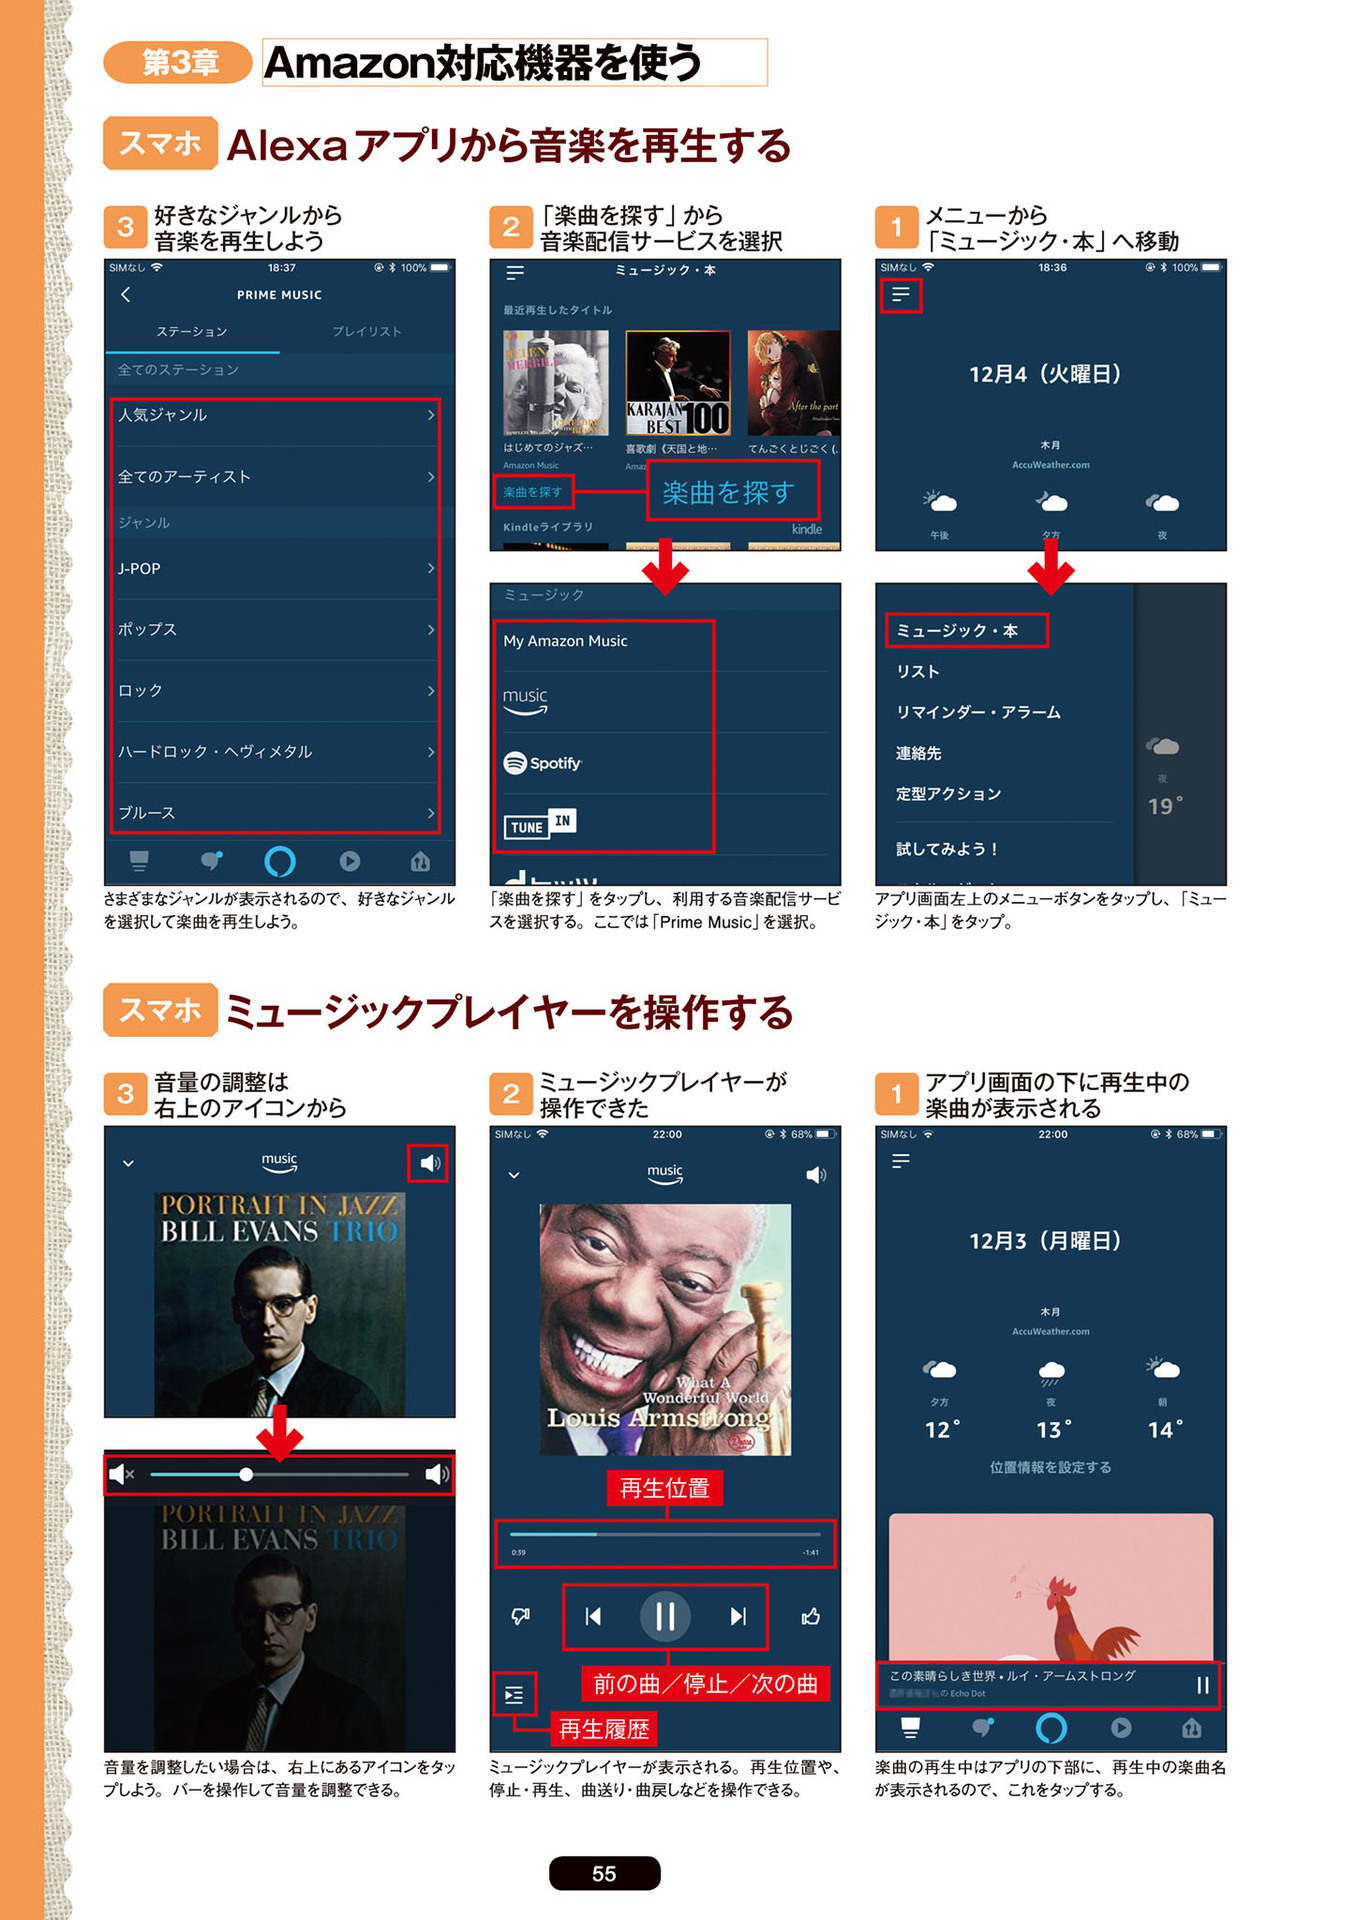 第3章 Amazon対応機器を使う
スマホ Alexaアプリから音楽を再生する
1 メニューから
「ミュージック・本」へ移動
SIMなし 18:36 100%
12月4（火曜日）
木月
AccuWeather.com
午後 夕方 夜
ミュージック・本
リスト
リマインダー・アラーム
連絡先
定型アクション
試してみよう！
夜
19°
アプリ画面左上のメニューボタンをタップし、「ミュー
ジック・本」をタップ。
2 「楽曲を探す」から
音楽配信サービスを選択
ミュージック・本
最近再生したタイトル
HELEN
MERRILL
KARAJAN
BEST 100
After the part
はじめてのジャズ… 喜歌劇《天国と地… てんごくとじごく (.
Amazon Music Amaz
楽曲を探す 楽曲を探す
Kindleライブラリ kindle
ミュージック
My Amazon Music
music
Spotify
TUNE IN
「楽曲を探す」をタップし、利用する音楽配信サービ
スを選択する。ここでは「Prime Music」を選択。
3 好きなジャンルから
音楽を再生しよう
SIMなし 18:37 100%
PRIME MUSIC
ステーション プレイリスト
全てのステーション
人気ジャンル
全てのアーティスト
ジャンル
J-POP
ポップス
ロック
ハードロック・ヘヴィメタル
ブルース
さまざまなジャンルが表示されるので、好きなジャンル
を選択して楽曲を再生しよう。
スマホ ミュージックプレイヤーを操作する
1 アプリ画面の下に再生中の
楽曲が表示される
SIMなし 22:00 68%
12月3（月曜日）
木月
AccuWeather.com
夕方 夜 朝
12° 13° 14°
位置情報を設定する
この素晴らしき世界・ルイ・アームストロング
の Echo Dot
楽曲の再生中はアプリの下部に、再生中の楽曲名
が表示されるので、これをタップする。
2 ミュージックプレイヤーが
操作できた
SIMなし 22:00 68%
music
What A
Wonderful World
Louis Armstrong
Decca
再生位置
0:39 -1:41
前の曲／停止／次の曲
再生履歴
ミュージックプレイヤーが表示される。再生位置や、
停止・再生、曲送り・曲戻しなどを操作できる。
3 音量の調整は
右上のアイコンから
music
PORTRAIT IN JAZZ
BILL EVANS TRIO
PORTRAIT IN JAZZ
BILL EVANS TRIO
音量を調整したい場合は、右上にあるアイコンをタッ
プしよう。バーを操作して音量を調整できる。
55